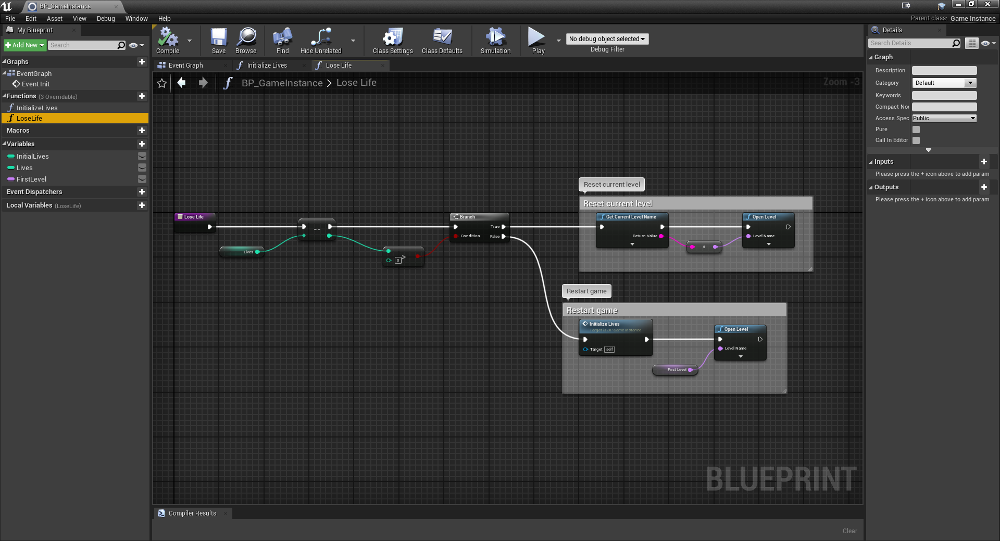 BP_GameInstance
File Edit Asset View Debug Window Help
Parent class: Game Instance
My Blueprint
Add New
Search
Graphs
EventGraph
Event Init
Functions (3 Overridable)
InitializeLives
LoseLife
Macros
Variables
InitialLives
Lives
FirstLevel
Event Dispatchers
Local Variables (LoseLife)
Compile
Save
Browse
Find
Hide Unrelated
Class Settings
Class Defaults
Simulation
Play
No debug object selected
Debug Filter
Event Graph
Initialize Lives
Lose Life
BP_GameInstance > Lose Life
Zoom -3
Lose Life
Lives
--
0
>
Branch
True
Condition
False
Reset current level
Reset current level
Get Current Level Name
Return Value
Open Level
Level Name
Restart game
Restart game
Initialize Lives
Target is BP Game Instance
Target self
First Level
Open Level
Level Name
BLUEPRINT
Compiler Results
Clear
Details
Search Details
Graph
Description
Category Default
Keywords
Compact Noc
Access Spec Public
Pure
Call In Editor
Inputs
Please press the + icon above to add param
Outputs
Please press the + icon above to add param